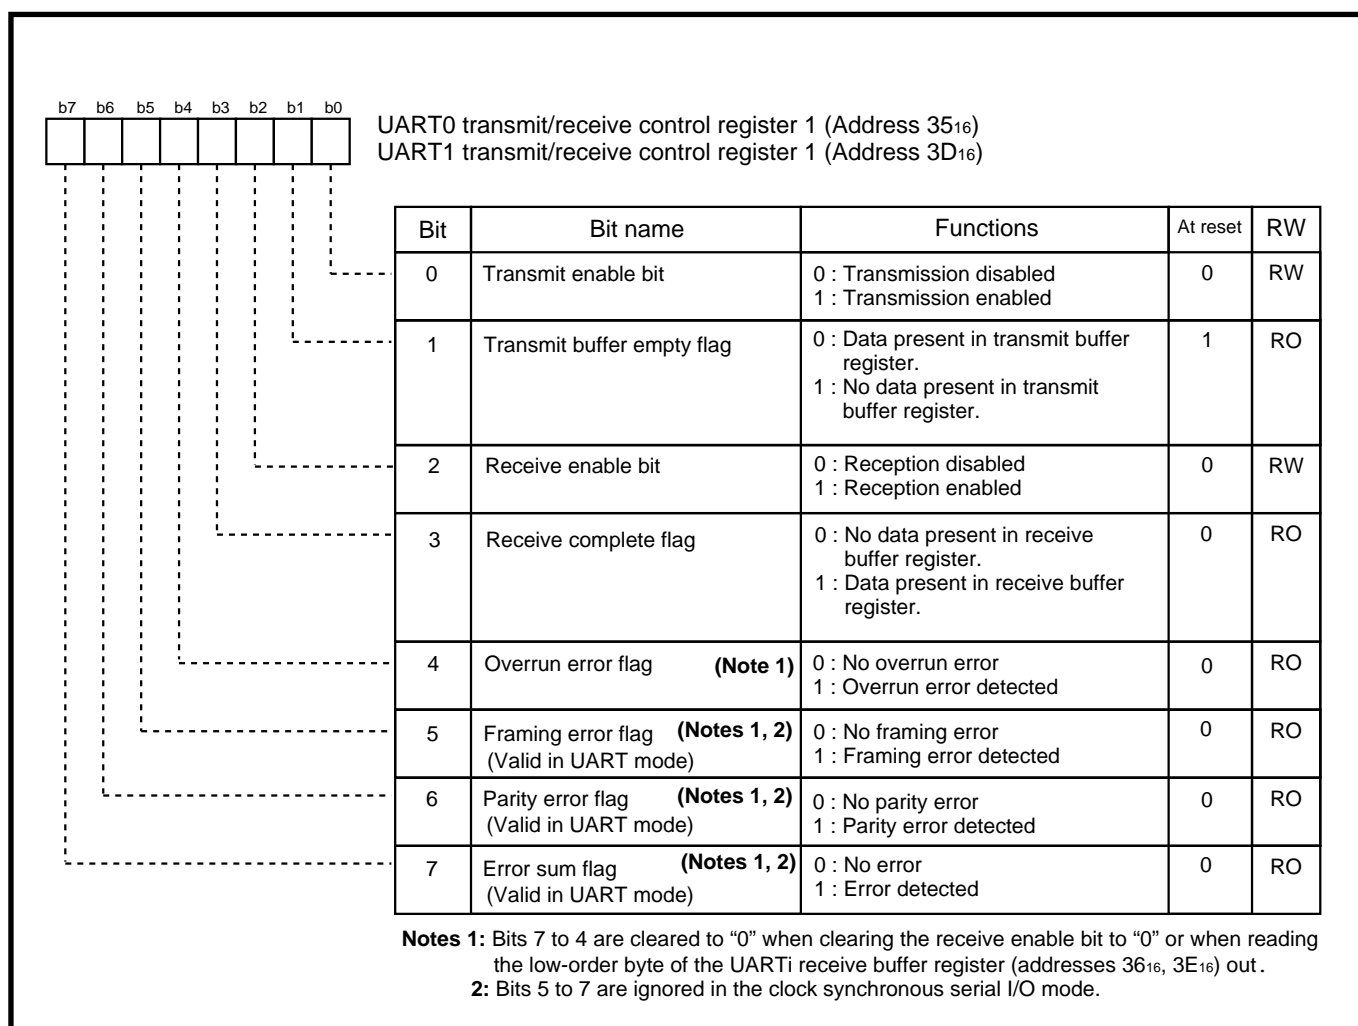 b7 b6 b5 b4 b3 b2 b1 b0
UART0 transmit/receive control register 1 (Address 35₁₆)
UART1 transmit/receive control register 1 (Address 3D₁₆)
Bit Bit name Functions At reset RW
0 Transmit enable bit 0 : Transmission disabled 0 RW
1 : Transmission enabled
1 Transmit buffer empty flag 0 : Data present in transmit buffer 1 RO
register.
1 : No data present in transmit
buffer register.
2 Receive enable bit 0 : Reception disabled 0 RW
1 : Reception enabled
3 Receive complete flag 0 : No data present in receive 0 RO
buffer register.
1 : Data present in receive buffer
register.
4 Overrun error flag (Note 1) 0 : No overrun error 0 RO
1 : Overrun error detected
5 Framing error flag (Notes 1, 2) 0 : No framing error 0 RO
(Valid in UART mode) 1 : Framing error detected
6 Parity error flag (Notes 1, 2) 0 : No parity error 0 RO
(Valid in UART mode) 1 : Parity error detected
7 Error sum flag (Notes 1, 2) 0 : No error 0 RO
(Valid in UART mode) 1 : Error detected
Notes 1: Bits 7 to 4 are cleared to “0” when clearing the receive enable bit to “0” or when reading
the low-order byte of the UARTi receive buffer register (addresses 36₁₆, 3E₁₆) out.
2: Bits 5 to 7 are ignored in the clock synchronous serial I/O mode.